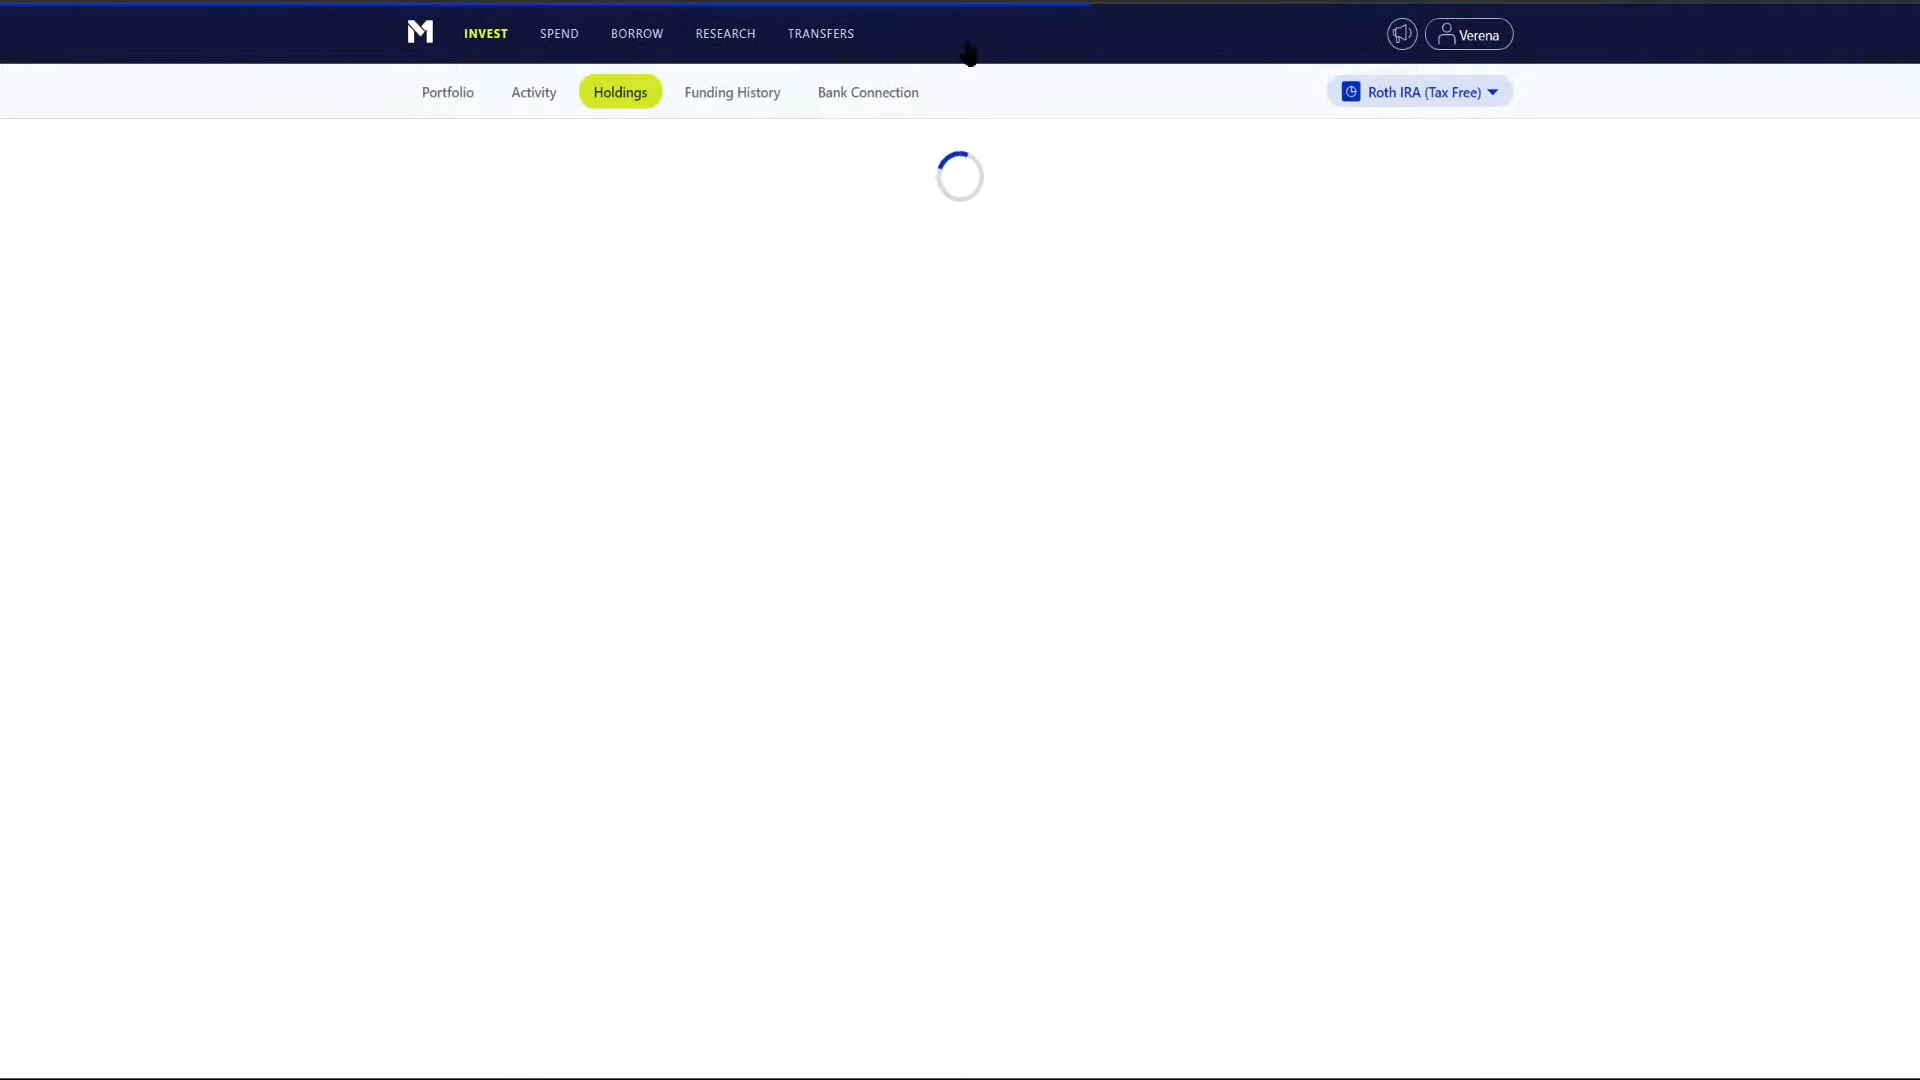 M INVEST SPEND BORROW RESEARCH TRANSFERS Verena
Portfolio Activity Holdings Funding History Bank Connection Roth IRA (Tax Free)